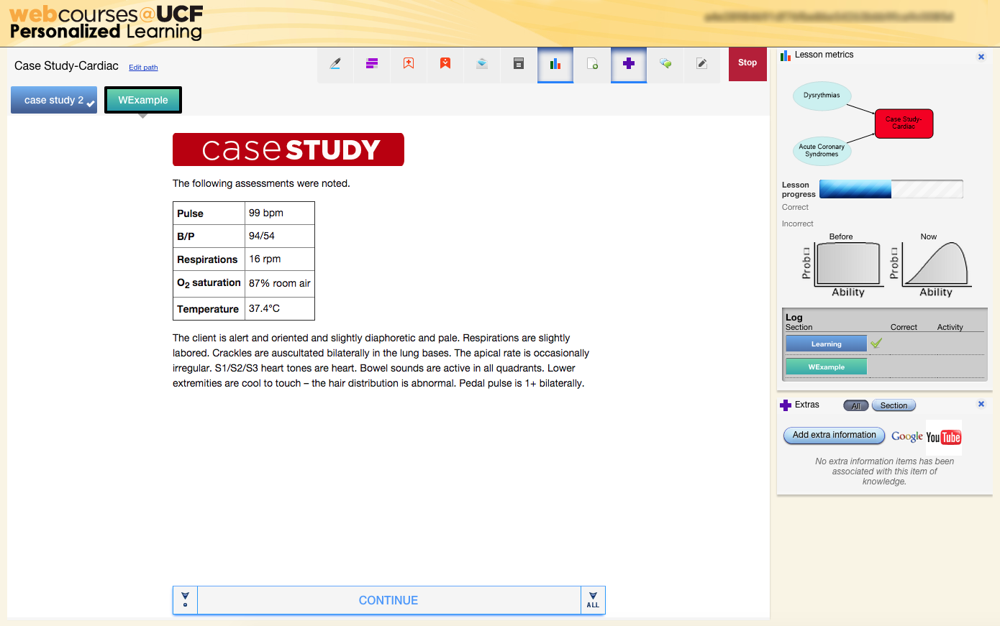 webcourses@UCF
Personalized Learning
Case Study-Cardiac
Edit path
Stop
case study 2
WExample
case STUDY
The following assessments were noted.
Pulse 99 bpm
B/P 94/54
Respirations 16 rpm
O2 saturation 87% room air
Temperature 37.4°C
The client is alert and oriented and slightly diaphoretic and pale. Respirations are slightly
labored. Crackles are auscultated bilaterally in the lung bases. The apical rate is occasionally
irregular. S1/S2/S3 heart tones are heart. Bowel sounds are active in all quadrants. Lower
extremities are cool to touch – the hair distribution is abnormal. Pedal pulse is 1+ bilaterally.
CONTINUE
ALL
Lesson metrics
Dysrythmias
Case Study-
Cardiac
Acute Coronary
Syndromes
Lesson
progress
Correct
Incorrect
Before
Now
Prob
Ability
Prob
Ability
Log
Section Correct Activity
Learning
WExample
Extras
All
Section
Add extra information
Google
YouTube
No extra information items has been
associated with this item of
knowledge.